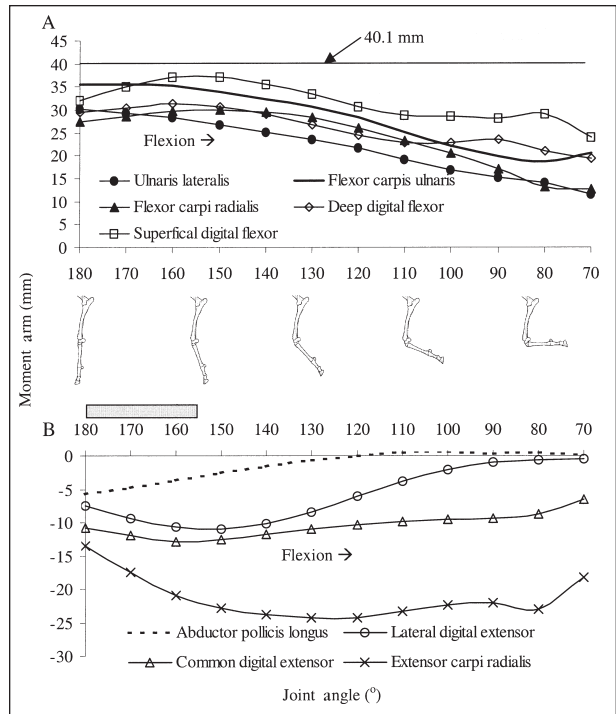 A
45
40
35
30
25
20
15
10
5
0
40.1 mm
Flexion →
Ulnaris lateralis
Flexor carpis ulnaris
Flexor carpi radialis
Deep digital flexor
Superfical digital flexor
180 170 160 150 140 130 120 110 100 90 80 70
Moment arm (mm)
B
180 170 160 150 140 130 120 110 100 90 80 70
0
-5
-10
-15
-20
-25
-30
Flexion →
Abductor pollicis longus
Lateral digital extensor
Common digital extensor
Extensor carpi radialis
Joint angle (°)